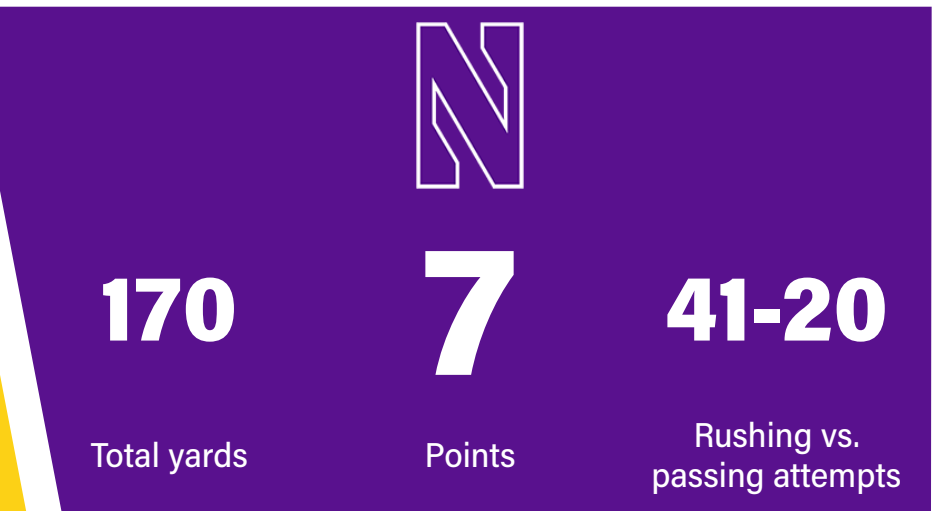 N
170
7
41-20
Total yards
Points
Rushing vs.
passing attempts